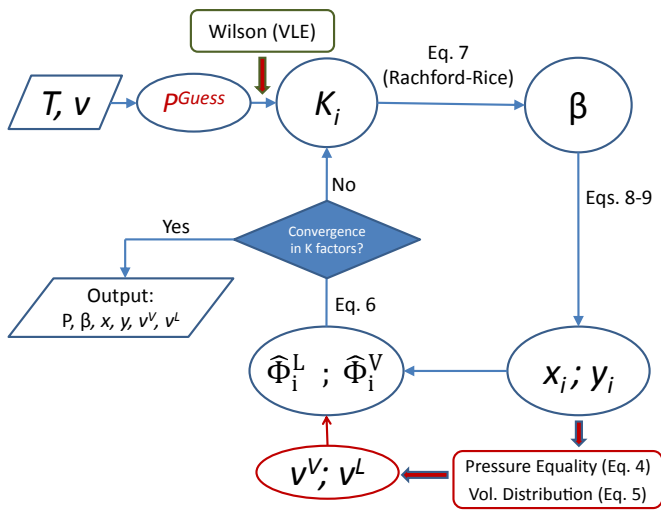 Wilson (VLE)
Eq. 7
(Rachford-Rice)
T, v
P^Guess
K_i
β
No
Eqs. 8-9
Yes
Convergence
in K factors?
Output:
P, β, x, y, v^V, v^L
Eq. 6
Φ̂_i^L ; Φ̂_i^V
x_i; y_i
v^V; v^L
Pressure Equality (Eq. 4)
Vol. Distribution (Eq. 5)